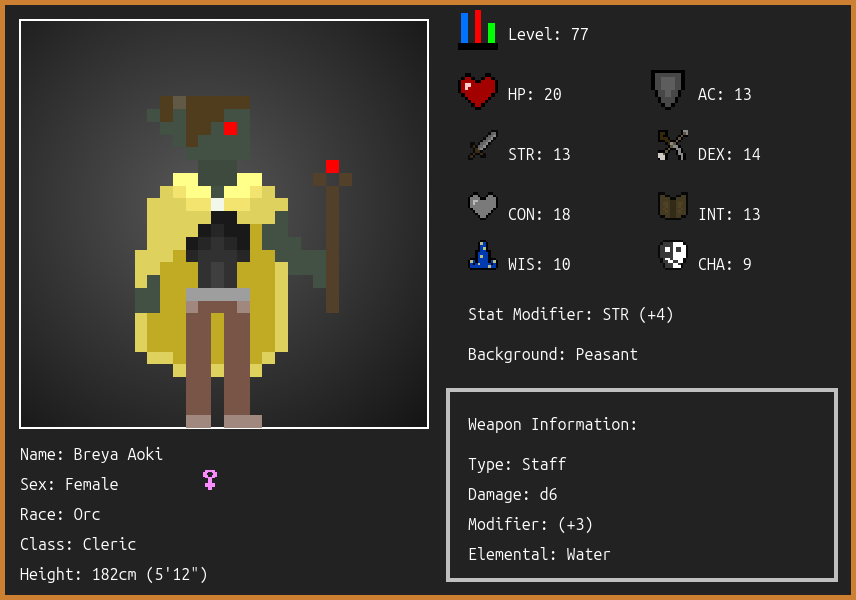 Level: 77
HP: 20
AC: 13
STR: 13
DEX: 14
CON: 18
INT: 13
WIS: 10
CHA: 9
Stat Modifier: STR (+4)
Background: Peasant
Weapon Information:
Type: Staff
Damage: d6
Modifier: (+3)
Elemental: Water
Name: Breya Aoki
Sex: Female
Race: Orc
Class: Cleric
Height: 182cm (5'12")